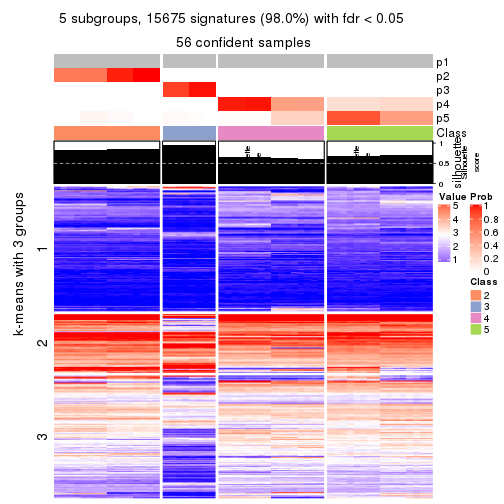 5 subgroups, 15675 signatures (98.0%) with fdr < 0.05
56 confident samples
p1
p2
p3
p4
p5
Class
1
0.5
0
silhouette
Silhouette
score
k-means with 3 groups
1
2
3
Value
5
4
3
2
1
Prob
1
0.8
0.6
0.4
0.2
0
Class
2
3
4
5